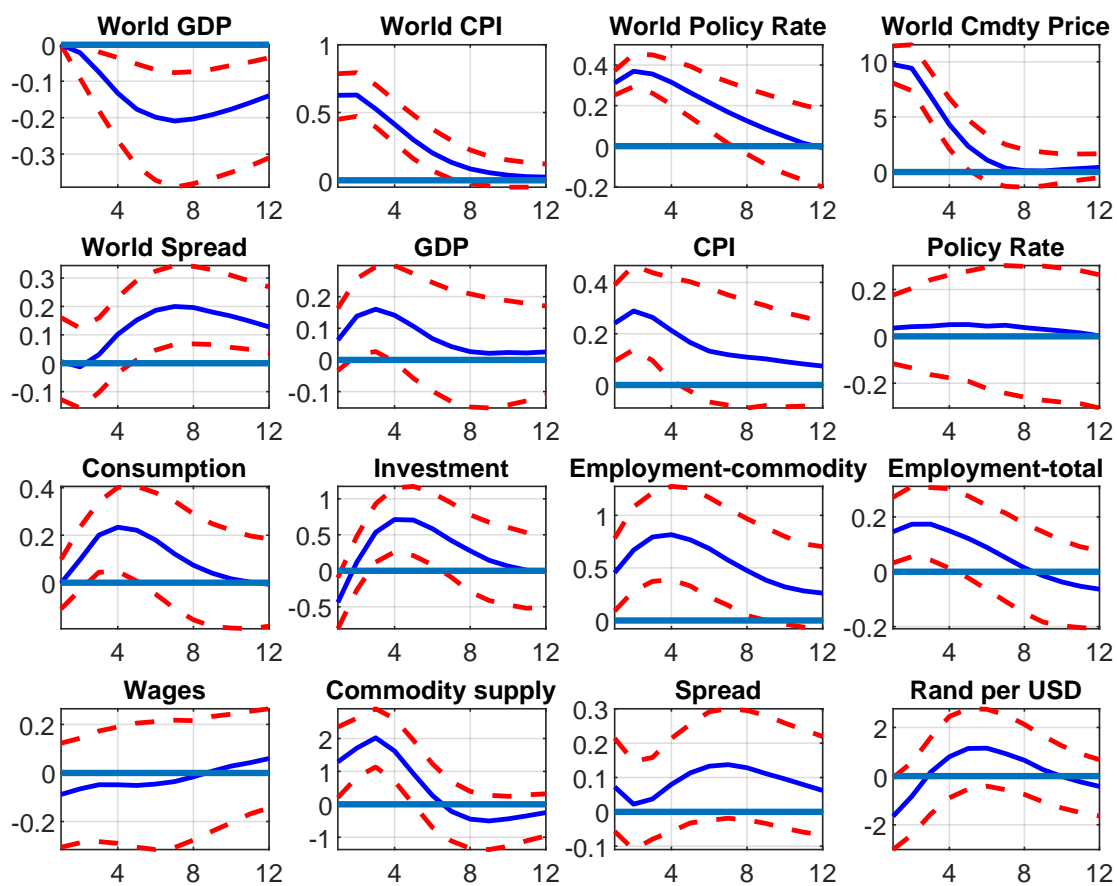 World GDP
0
-0.1
-0.2
-0.3
4 8 12
World CPI
1
0.5
0
4 8 12
World Policy Rate
0.4
0.2
0
-0.2
4 8 12
World Cmdty Price
10
5
0
4 8 12
World Spread
0.3
0.2
0.1
0
-0.1
4 8 12
GDP
0.2
0.1
0
-0.1
4 8 12
CPI
0.4
0.2
0
4 8 12
Policy Rate
0.2
0
-0.2
4 8 12
Consumption
0.4
0.2
0
4 8 12
Investment
1
0.5
0
-0.5
4 8 12
Employment-commodity
1
0.5
0
4 8 12
Employment-total
0.2
0
-0.2
4 8 12
Wages
0.2
0
-0.2
4 8 12
Commodity supply
2
1
0
-1
4 8 12
Spread
0.3
0.2
0.1
0
-0.1
4 8 12
Rand per USD
2
0
-2
4 8 12